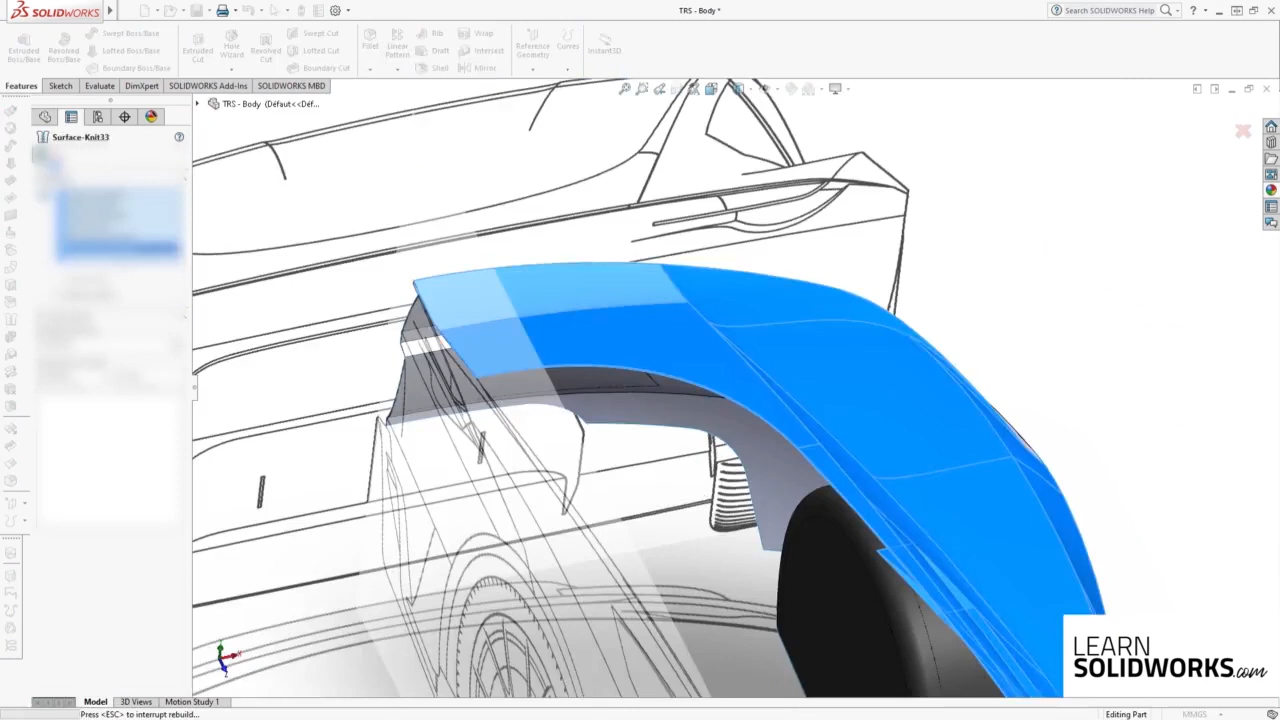 SOLIDWORKS
TRS - Body *
Search SOLIDWORKS Help
Extruded Boss/Base
Revolved Boss/Base
Swept Boss/Base
Lofted Boss/Base
Boundary Boss/Base
Extruded Cut
Hole Wizard
Revolved Cut
Swept Cut
Lofted Cut
Boundary Cut
Fillet
Linear Pattern
Rib
Draft
Shell
Wrap
Intersect
Mirror
Reference Geometry
Curves
Instant3D
Features Sketch Evaluate DimXpert SOLIDWORKS Add-Ins SOLIDWORKS MBD
TRS - Body (Défaut<<Déf...
Surface-Knit33
LEARN
SOLIDWORKS.com
Model 3D Views Motion Study 1
Press <ESC> to interrupt rebuild...
Editing Part
MMGS